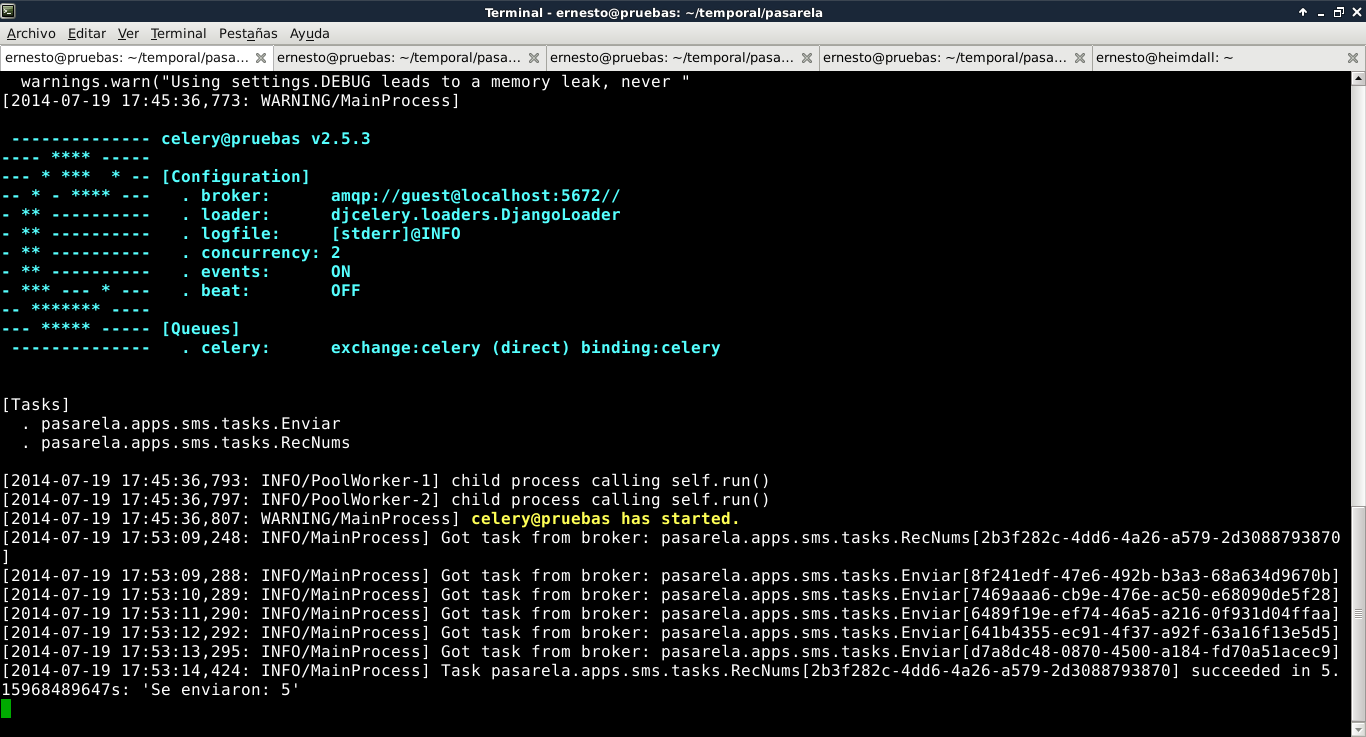 Terminal - ernesto@pruebas: ~/temporal/pasarela
Archivo Editar Ver Terminal Pestañas Ayuda
ernesto@pruebas: ~/temporal/pasa... ernesto@pruebas: ~/temporal/pasa... ernesto@pruebas: ~/temporal/pasa... ernesto@pruebas: ~/temporal/pasa... ernesto@heimdall: ~
  warnings.warn("Using settings.DEBUG leads to a memory leak, never "
[2014-07-19 17:45:36,773: WARNING/MainProcess]
 -------------- celery@pruebas v2.5.3
---- **** -----
--- * ***  * -- [Configuration]
-- * - **** ---   . broker:      amqp://guest@localhost:5672//
- ** ----------   . loader:      djcelery.loaders.DjangoLoader
- ** ----------   . logfile:     [stderr]@INFO
- ** ----------   . concurrency: 2
- ** ----------   . events:      ON
- *** --- * ---   . beat:        OFF
-- ******* ----
--- ***** ----- [Queues]
 --------------   . celery:      exchange:celery (direct) binding:celery
[Tasks]
  . pasarela.apps.sms.tasks.Enviar
  . pasarela.apps.sms.tasks.RecNums
[2014-07-19 17:45:36,793: INFO/PoolWorker-1] child process calling self.run()
[2014-07-19 17:45:36,797: INFO/PoolWorker-2] child process calling self.run()
[2014-07-19 17:45:36,807: WARNING/MainProcess] celery@pruebas has started.
[2014-07-19 17:53:09,248: INFO/MainProcess] Got task from broker: pasarela.apps.sms.tasks.RecNums[2b3f282c-4dd6-4a26-a579-2d3088793870
]
[2014-07-19 17:53:09,288: INFO/MainProcess] Got task from broker: pasarela.apps.sms.tasks.Enviar[8f241edf-47e6-492b-b3a3-68a634d9670b]
[2014-07-19 17:53:10,289: INFO/MainProcess] Got task from broker: pasarela.apps.sms.tasks.Enviar[7469aaa6-cb9e-476e-ac50-e68090de5f28]
[2014-07-19 17:53:11,290: INFO/MainProcess] Got task from broker: pasarela.apps.sms.tasks.Enviar[6489f19e-ef74-46a5-a216-0f931d04ffaa]
[2014-07-19 17:53:12,292: INFO/MainProcess] Got task from broker: pasarela.apps.sms.tasks.Enviar[641b4355-ec91-4f37-a92f-63a16f13e5d5]
[2014-07-19 17:53:13,295: INFO/MainProcess] Got task from broker: pasarela.apps.sms.tasks.Enviar[d7a8dc48-0870-4500-a184-fd70a51acec9]
[2014-07-19 17:53:14,424: INFO/MainProcess] Task pasarela.apps.sms.tasks.RecNums[2b3f282c-4dd6-4a26-a579-2d3088793870] succeeded in 5.
15968489647s: 'Se enviaron: 5'